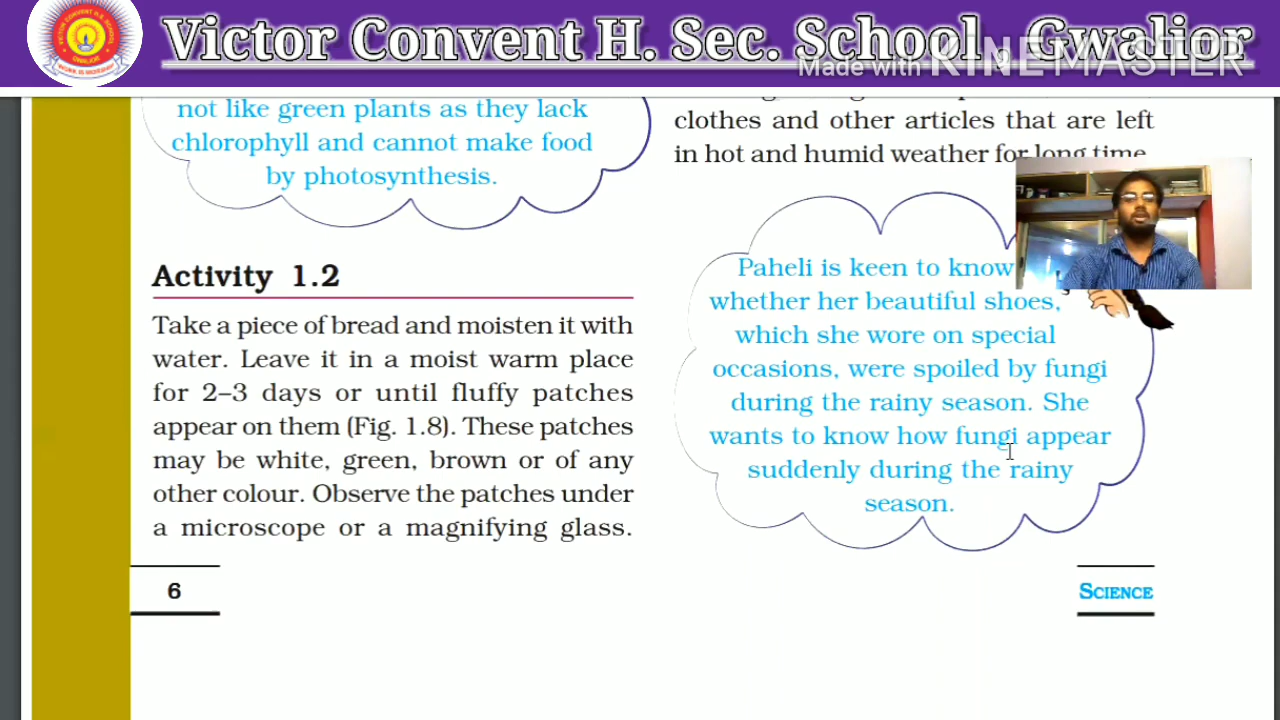 Victor Convent H. Sec. School, Gwalior
Made with KINEMASTER
not like green plants as they lack
chlorophyll and cannot make food
by photosynthesis.
Activity 1.2
Take a piece of bread and moisten it with
water. Leave it in a moist warm place
for 2–3 days or until fluffy patches
appear on them (Fig. 1.8). These patches
may be white, green, brown or of any
other colour. Observe the patches under
a microscope or a magnifying glass.
6
clothes and other articles that are left
in hot and humid weather for long time.
Paheli is keen to know
whether her beautiful shoes,
which she wore on special
occasions, were spoiled by fungi
during the rainy season. She
wants to know how fungi appear
suddenly during the rainy
season.
SCIENCE